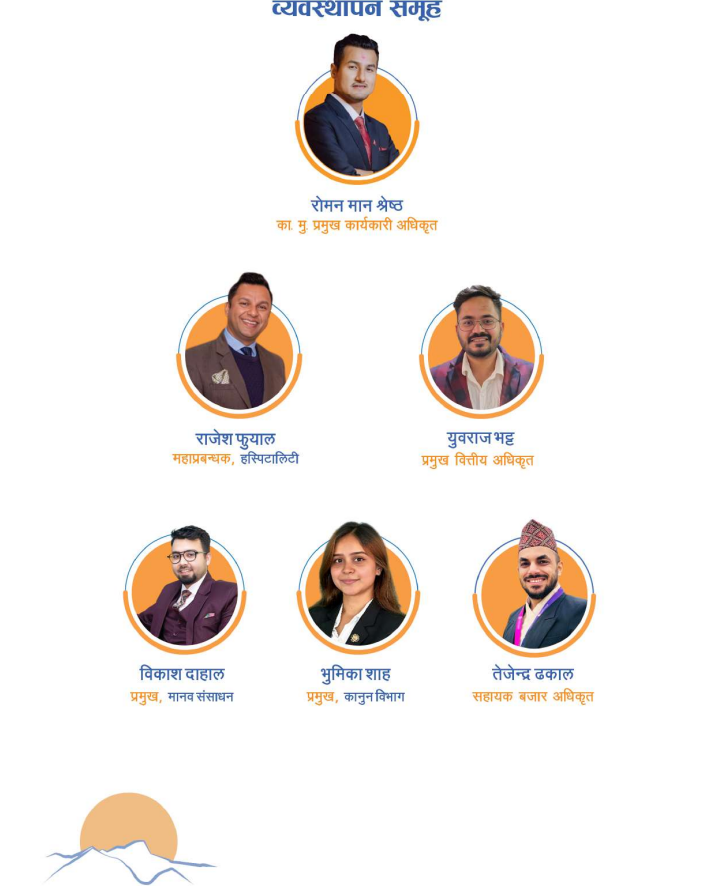 व्यवस्थापन समूह
रोमन मान श्रेष्ठ
का. मु. प्रमुख कार्यकारी अधिकृत
राजेश फुयाल
महाप्रबन्धक, हस्पिटालिटी
युवराज भट्ट
प्रमुख वित्तीय अधिकृत
विकाश दाहाल
प्रमुख, मानव संसाधन
भुमिका शाह
प्रमुख, कानुन विभाग
तेजेन्द्र ढकाल
सहायक बजार अधिकृत